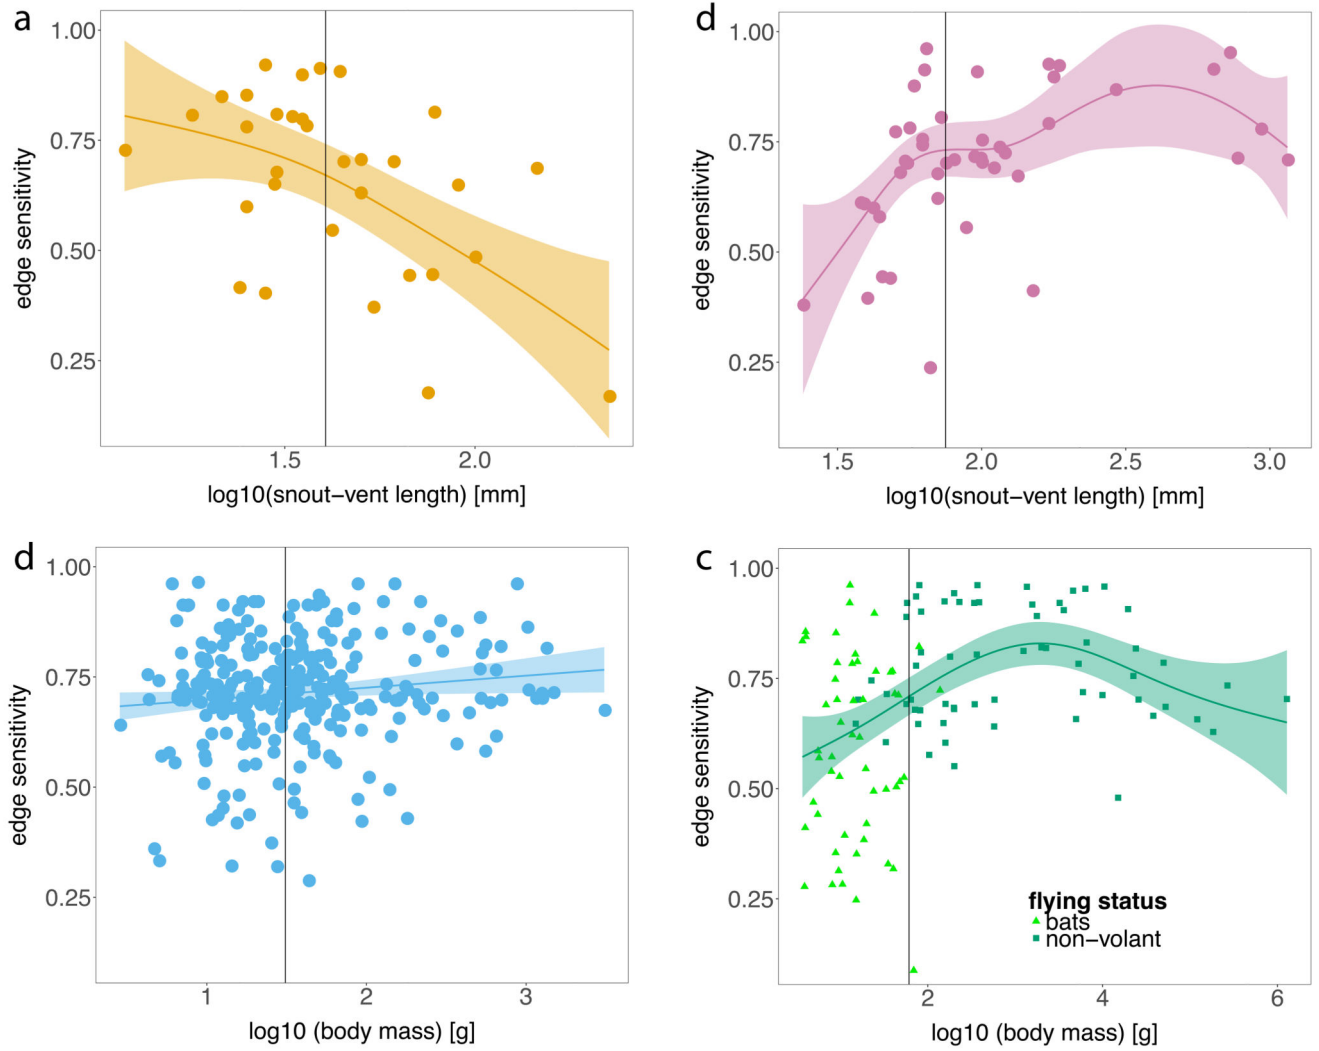 a
1.00
0.75
0.50
0.25
edge sensitivity
1.5 2.0
log10(snout−vent length) [mm]
d
1.00
0.75
0.50
0.25
edge sensitivity
1.5 2.0 2.5 3.0
log10(snout−vent length) [mm]
d
1.00
0.75
0.50
0.25
edge sensitivity
1 2 3
log10 (body mass) [g]
c
1.00
0.75
0.50
0.25
edge sensitivity
flying status
bats
non−volant
2 4 6
log10 (body mass) [g]